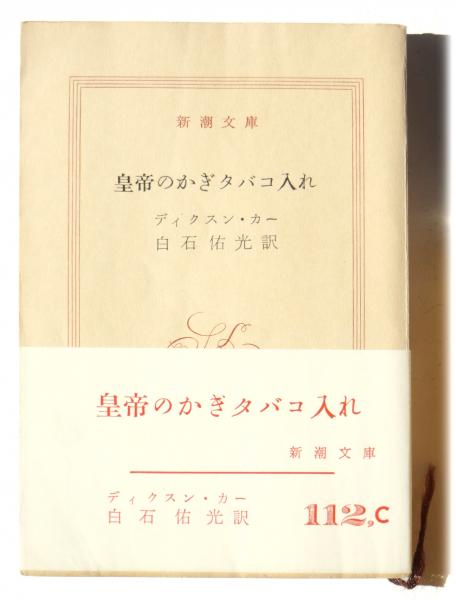 新潮文庫
皇帝のかぎタバコ入れ
ディクスン・カー
白石佑光訳
皇帝のかぎタバコ入れ
新潮文庫
ディクスン・カー
白石佑光訳
112,C